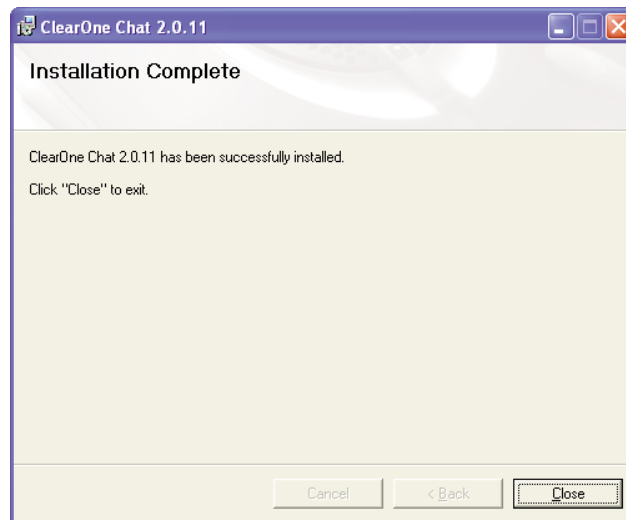 ClearOne Chat 2.0.11
Installation Complete
ClearOne Chat 2.0.11 has been successfully installed.
Click "Close" to exit.
Cancel
< Back
Close